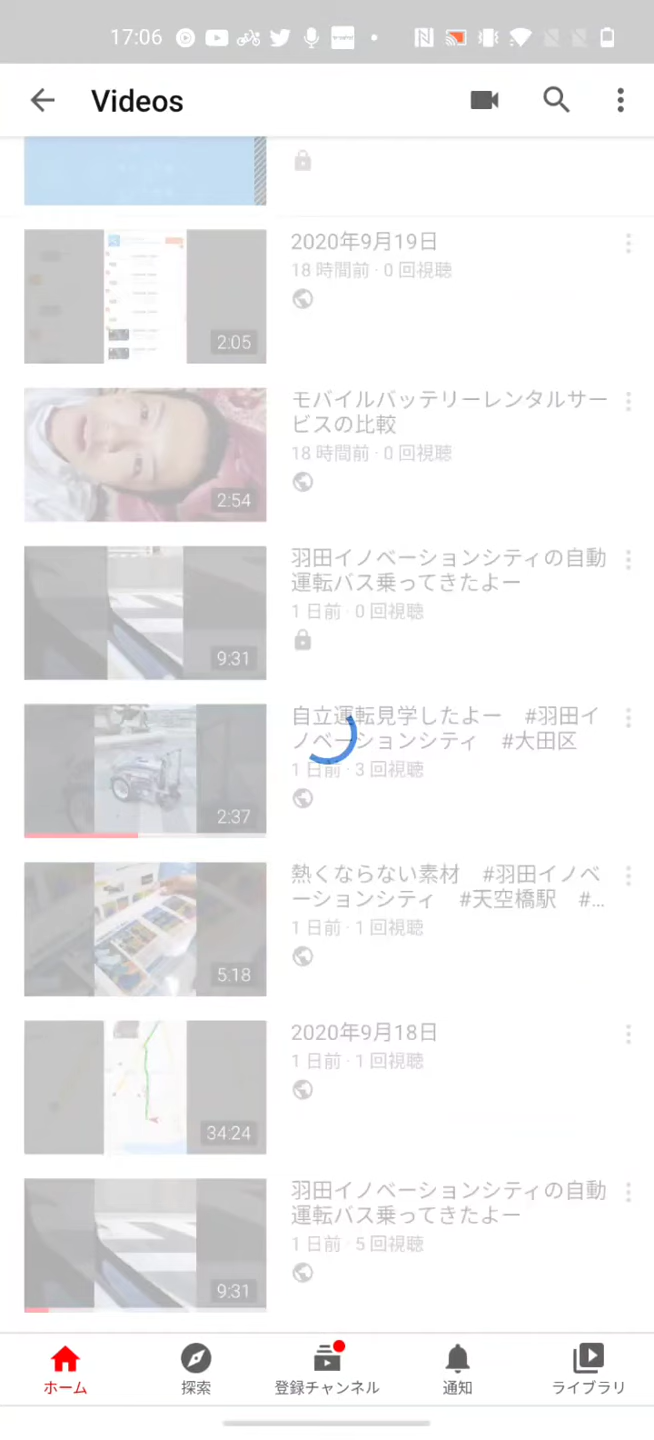 17:06
Videos
2020年9月19日
18 時間前 · 0 回視聴
2:05
モバイルバッテリーレンタルサー
ビスの比較
18 時間前 · 0 回視聴
2:54
羽田イノベーションシティの自動
運転バス乗ってきたよー
1 日前 · 0 回視聴
9:31
自立運転見学したよー　#羽田イ
ノベーションシティ　#大田区
1 日前 · 3 回視聴
2:37
熱くならない素材　#羽田イノベ
ーションシティ　#天空橋駅　#...
1 日前 · 1 回視聴
5:18
2020年9月18日
1 日前 · 1 回視聴
34:24
羽田イノベーションシティの自動
運転バス乗ってきたよー
1 日前 · 5 回視聴
9:31
ホーム
探索
登録チャンネル
通知
ライブラリ